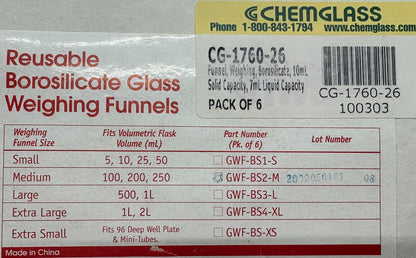 CHEMGLASS
Phone 1-800-843-1794 www.chemglass.com
CG-1760-26
Funnel, Weighing, Borosilicate, 10mL
Solid Capacity, 7mL Liquid Capacity
PACK OF 6
CG-1760-26
100303
Reusable
Borosilicate Glass
Weighing Funnels
Weighing Funnel Size Fits Volumetric Flask Volume (mL) Part Number (Pk. of 6) Lot Number
Small 5, 10, 25, 50 GWF-BS1-S
Medium 100, 200, 250 GWF-BS2-M 08
Large 500, 1L GWF-BS3-L
Extra Large 1L, 2L GWF-BS4-XL
Extra Small Fits 96 Deep Well Plate & Mini-Tubes. GWF-BS-XS
Made in China